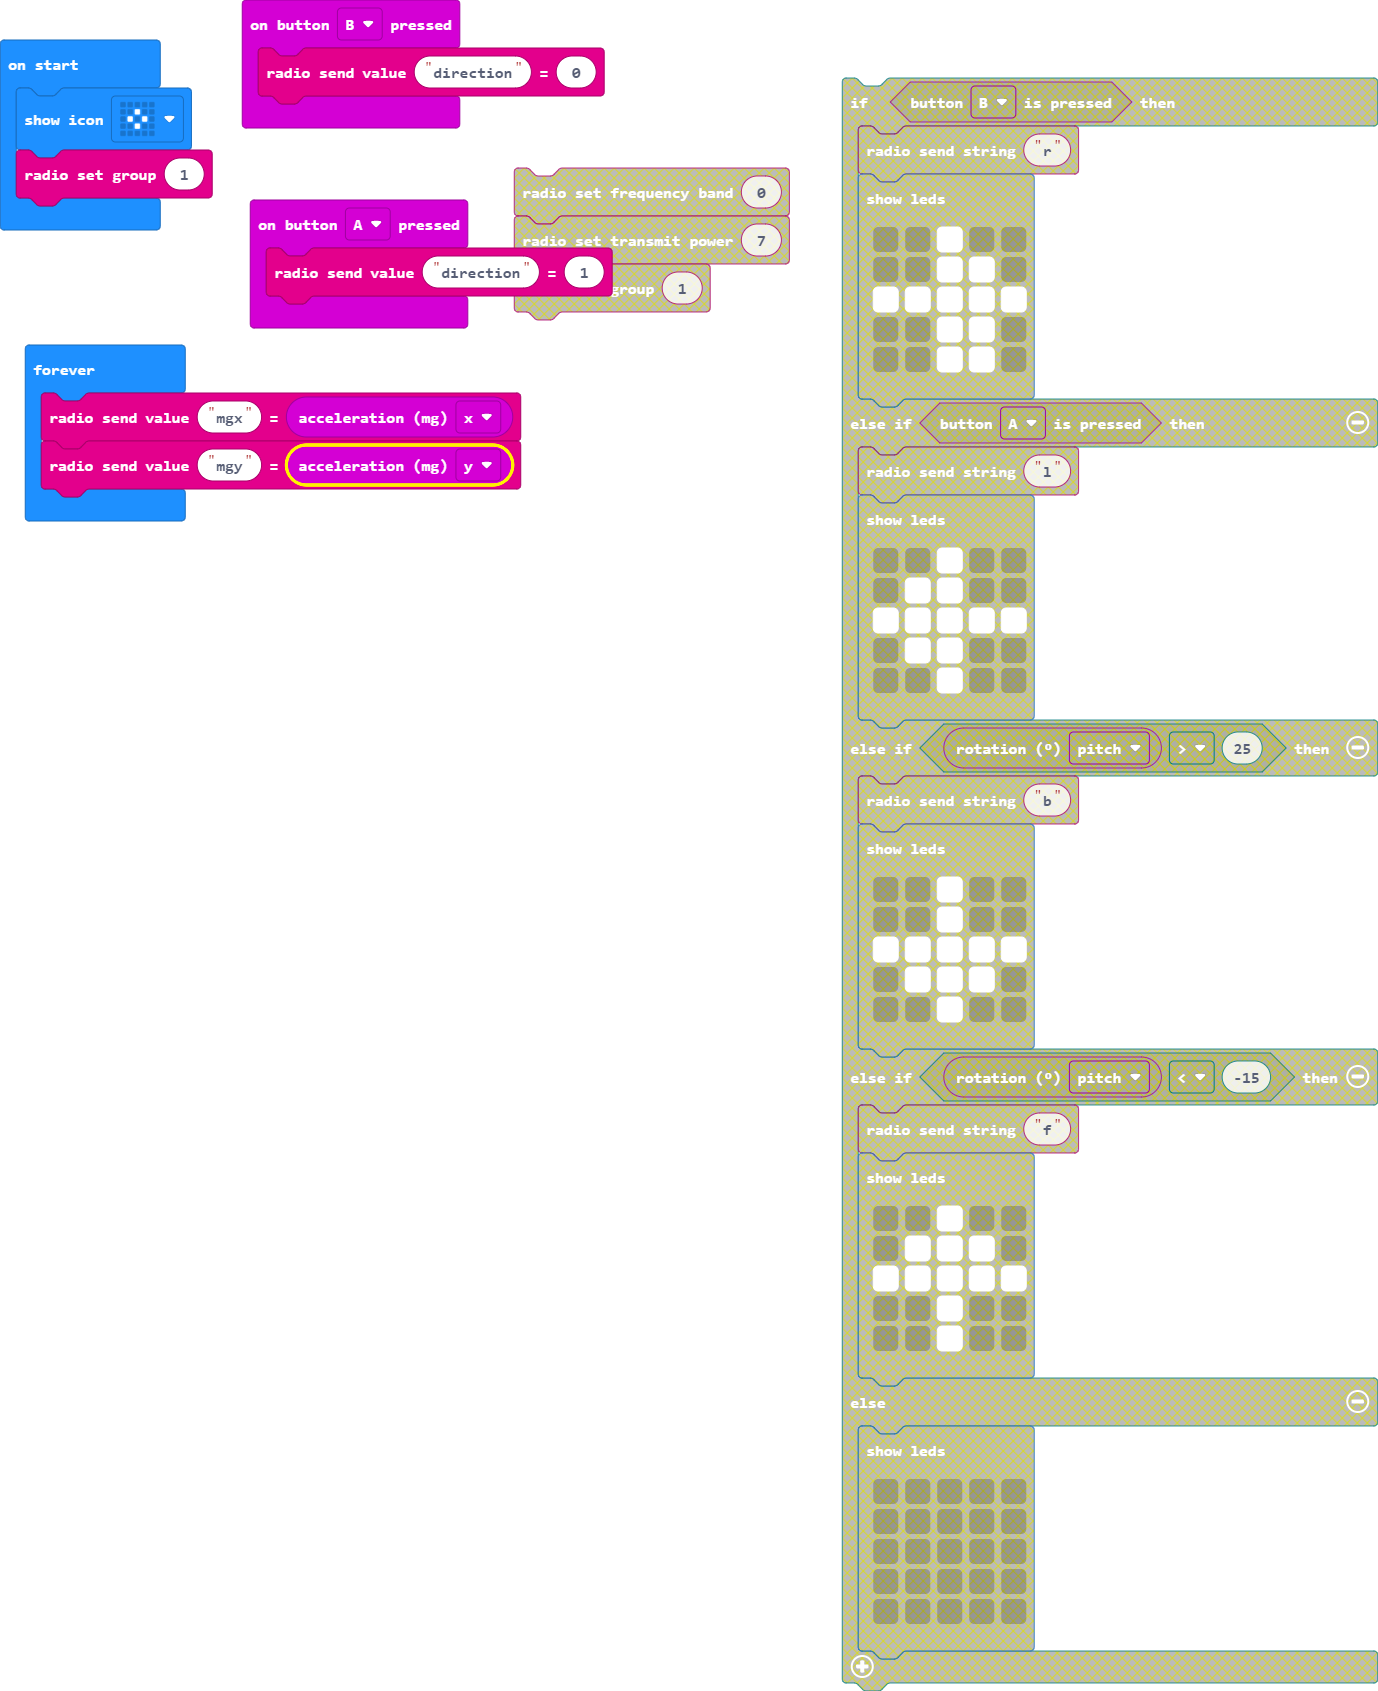 on start
show icon
radio set group 1
on button B pressed
radio send value "direction" = 0
on button A pressed
radio send value "direction" = 1
radio set frequency band 0
radio set transmit power 7
group 1
forever
radio send value "mgx" = acceleration (mg) x
radio send value "mgy" = acceleration (mg) y
if button B is pressed then
radio send string "r"
show leds
else if button A is pressed then
radio send string "l"
show leds
else if rotation (º) pitch > 25 then
radio send string "b"
show leds
else if rotation (º) pitch < -15 then
radio send string "f"
show leds
else
show leds